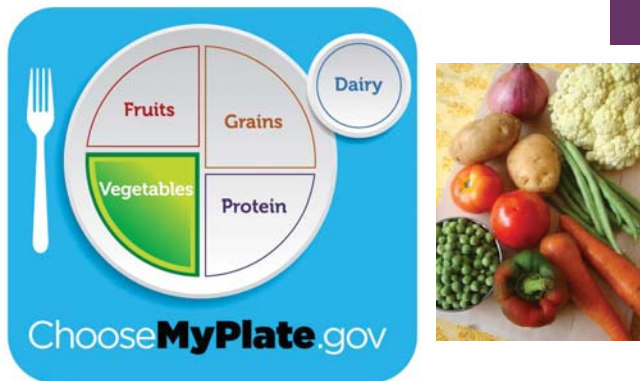 Dairy
Fruits
Grains
Vegetables
Protein
ChooseMyPlate.gov